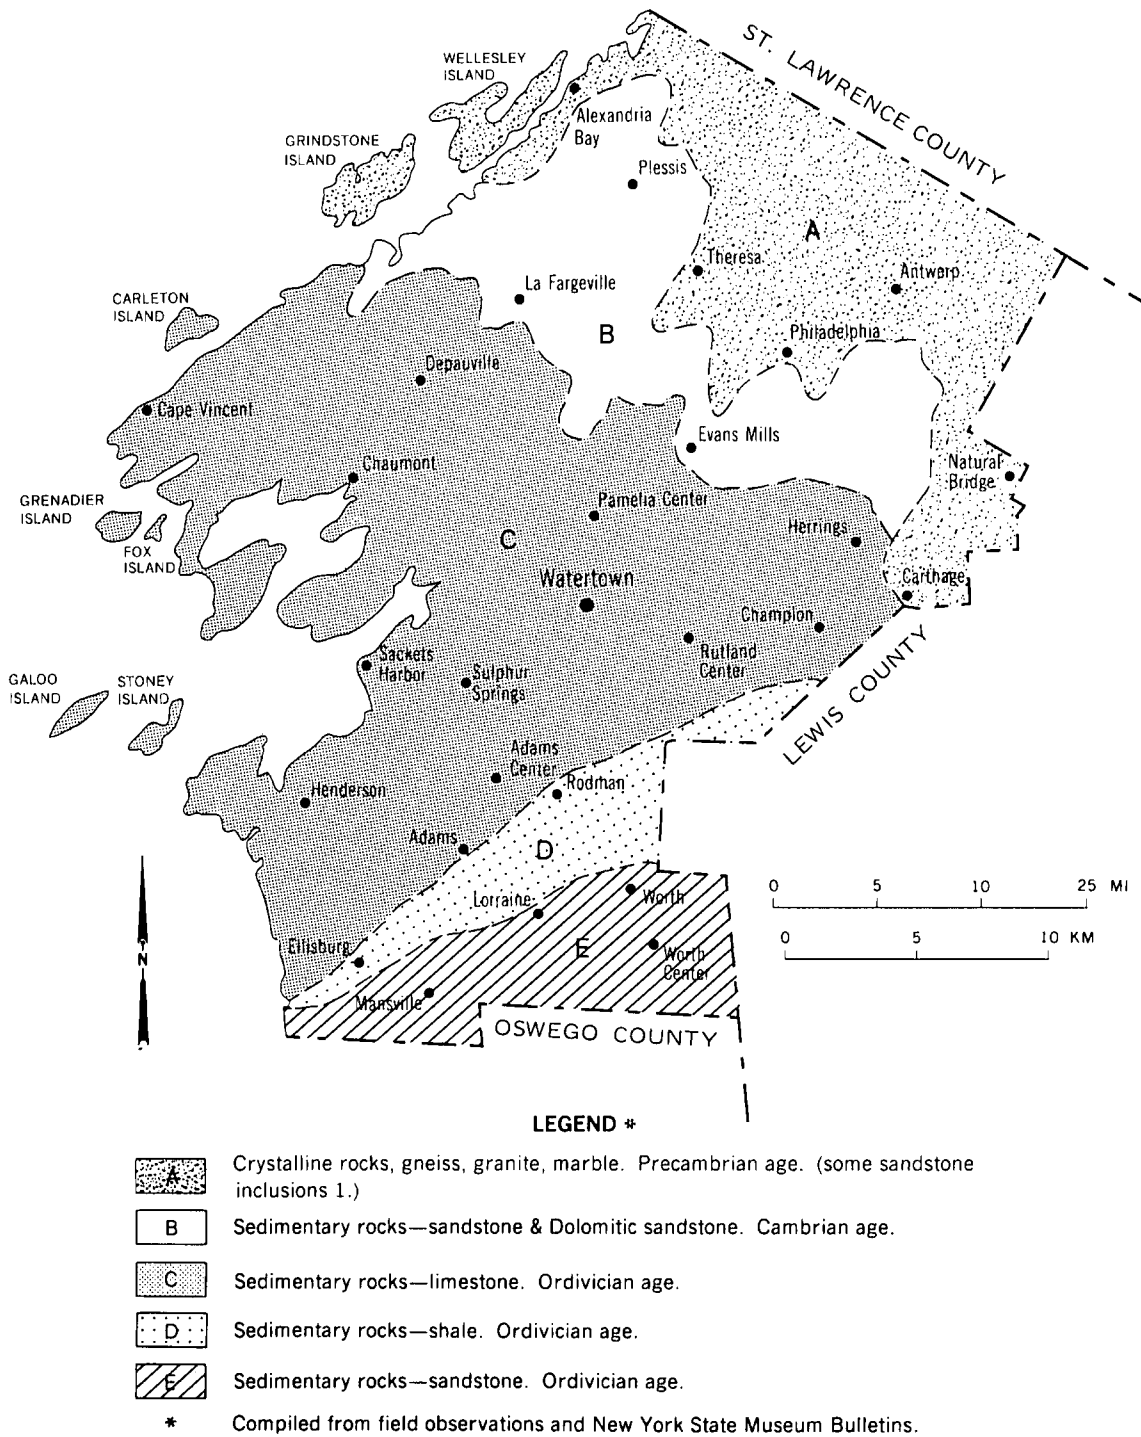 ST. LAWRENCE COUNTY
WELLESLEY
ISLAND
Alexandria
Bay
GRINDSTONE
ISLAND
Plessis
A
Theresa
Antwerp
La Fargeville
CARLETON
ISLAND
B
Philadelphia
Depauville
Cape Vincent
Evans Mills
Chaumont
Natural
Bridge
GRENADIER
ISLAND
Pamelia Center
Herrings
C
FOX
ISLAND
Watertown
Carthage
Champion
Sackets
Harbor
Rutland
Center
Sulphur
Springs
GALOO
ISLAND
STONEY
ISLAND
LEWIS COUNTY
Adams
Center
Rodman
Henderson
Adams
D
0 5 10 25 MI
Lorraine
Worth
N
Ellisburg
E
Worth
Center
0 5 10 KM
Mansville
OSWEGO COUNTY
LEGEND *
A Crystalline rocks, gneiss, granite, marble. Precambrian age. (some sandstone
inclusions 1.)
B Sedimentary rocks—sandstone & Dolomitic sandstone. Cambrian age.
C Sedimentary rocks—limestone. Ordivician age.
D Sedimentary rocks—shale. Ordivician age.
E Sedimentary rocks—sandstone. Ordivician age.
* Compiled from field observations and New York State Museum Bulletins.